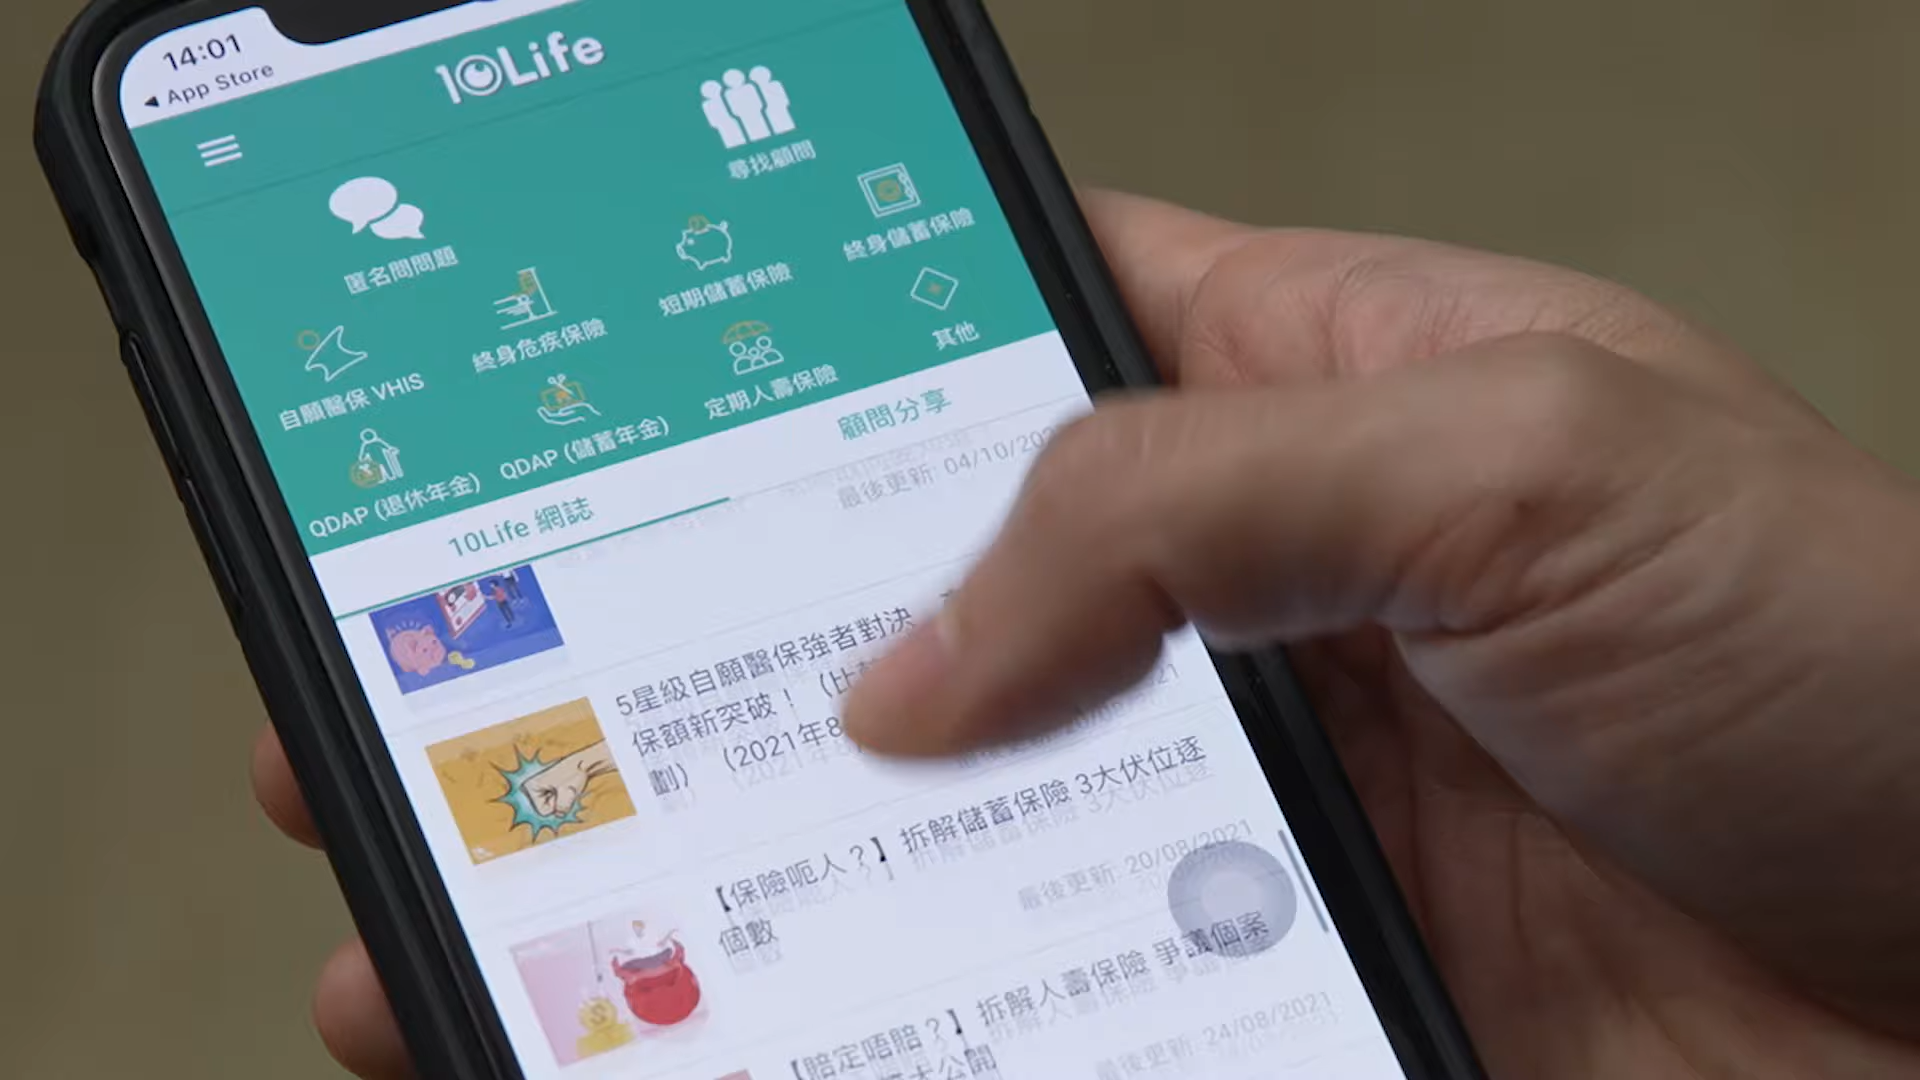 14:01
◀ App Store
10Life
匿名問問題
尋找顧問
自願醫保 VHIS
終身危疾保險
短期儲蓄保險
終身儲蓄保險
QDAP (退休年金)
QDAP (儲蓄年金)
定期人壽保險
其他
10Life 網誌
顧問分享
最後更新: 04/10/202
5星級自願醫保強者對決
保額新突破！（比
劃）（2021年8
【保險呃人？】拆解儲蓄保險 3大伏位逐
個數
最後更新: 20/08/2021
【賠定唔賠？】拆解人壽保險 爭議個案
大公開
最後更新: 24/08/2021